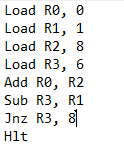 Load R0, 0
Load R1, 1
Load R2, 8
Load R3, 6
Add R0, R2
Sub R3, R1
Jnz R3, 8
Hlt